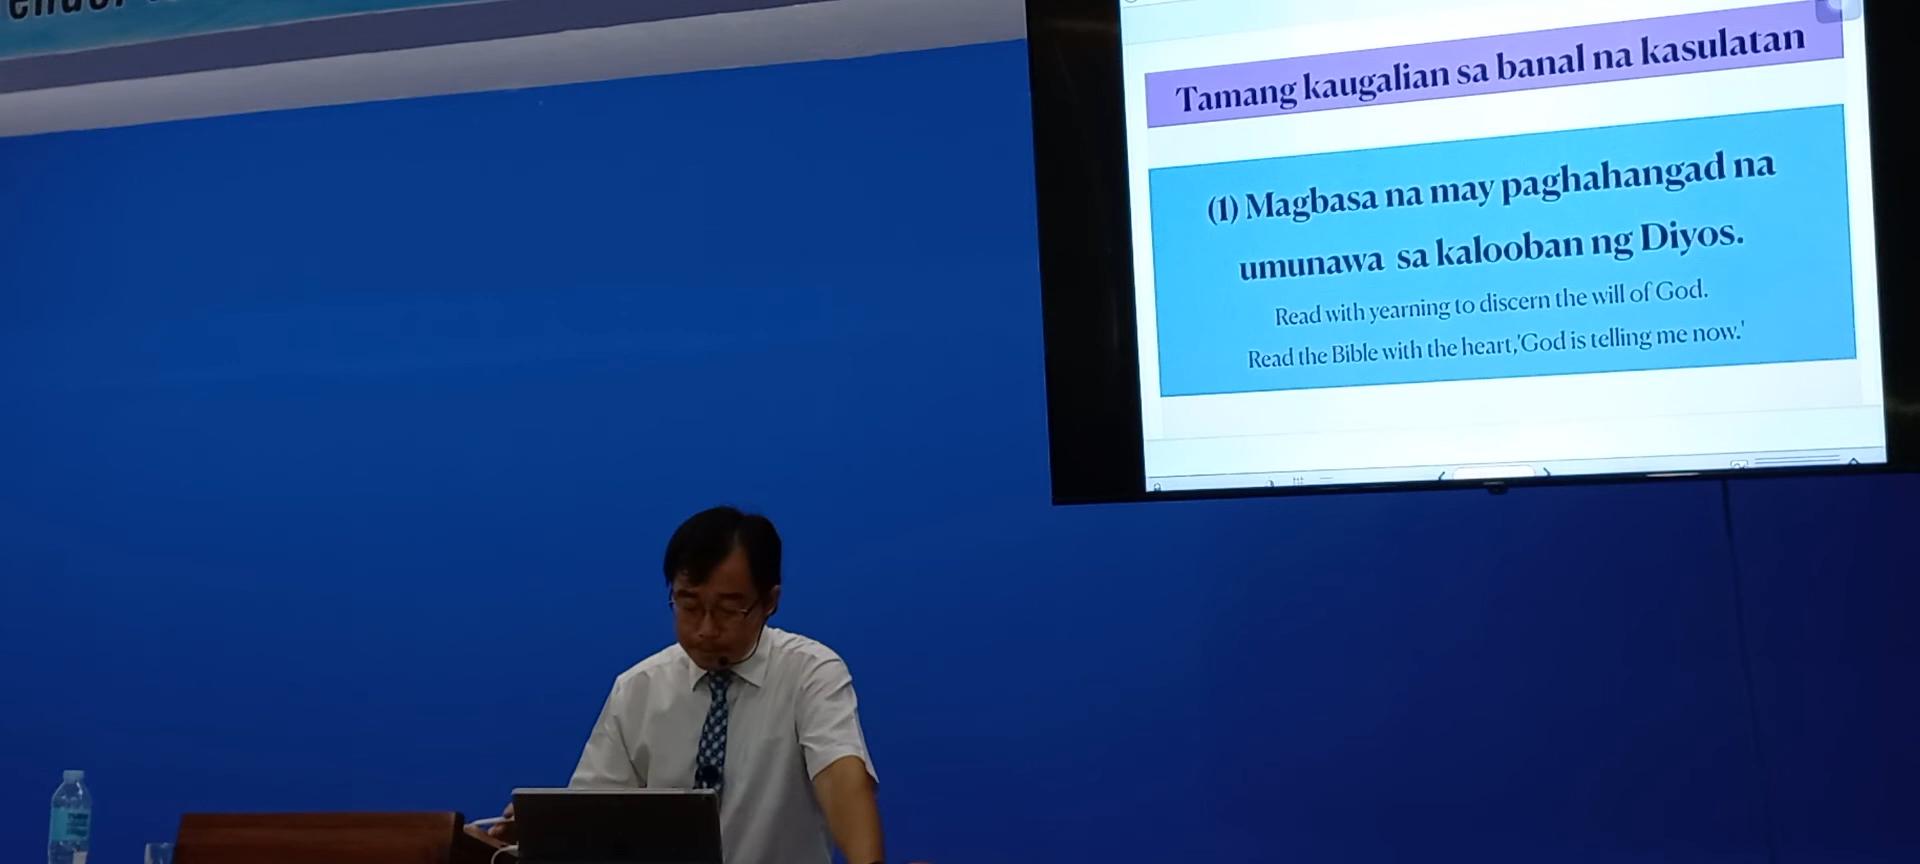 Tamang kaugalian sa banal na kasulatan
(1) Magbasa na may paghahangad na
umunawa sa kalooban ng Diyos.
Read with yearning to discern the will of God.
Read the Bible with the heart,'God is telling me now.'